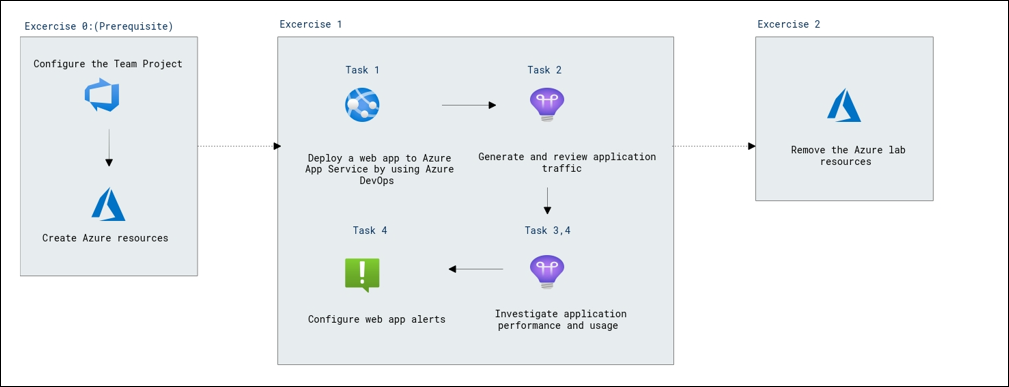 Excercise 0:(Prerequisite)
Configure the Team Project
Create Azure resources
Excercise 1
Task 1
Deploy a web app to Azure
App Service by using Azure
DevOps
Task 2
Generate and review application
traffic
Task 3,4
Investigate application
performance and usage
Task 4
Configure web app alerts
Excercise 2
Remove the Azure lab
resources